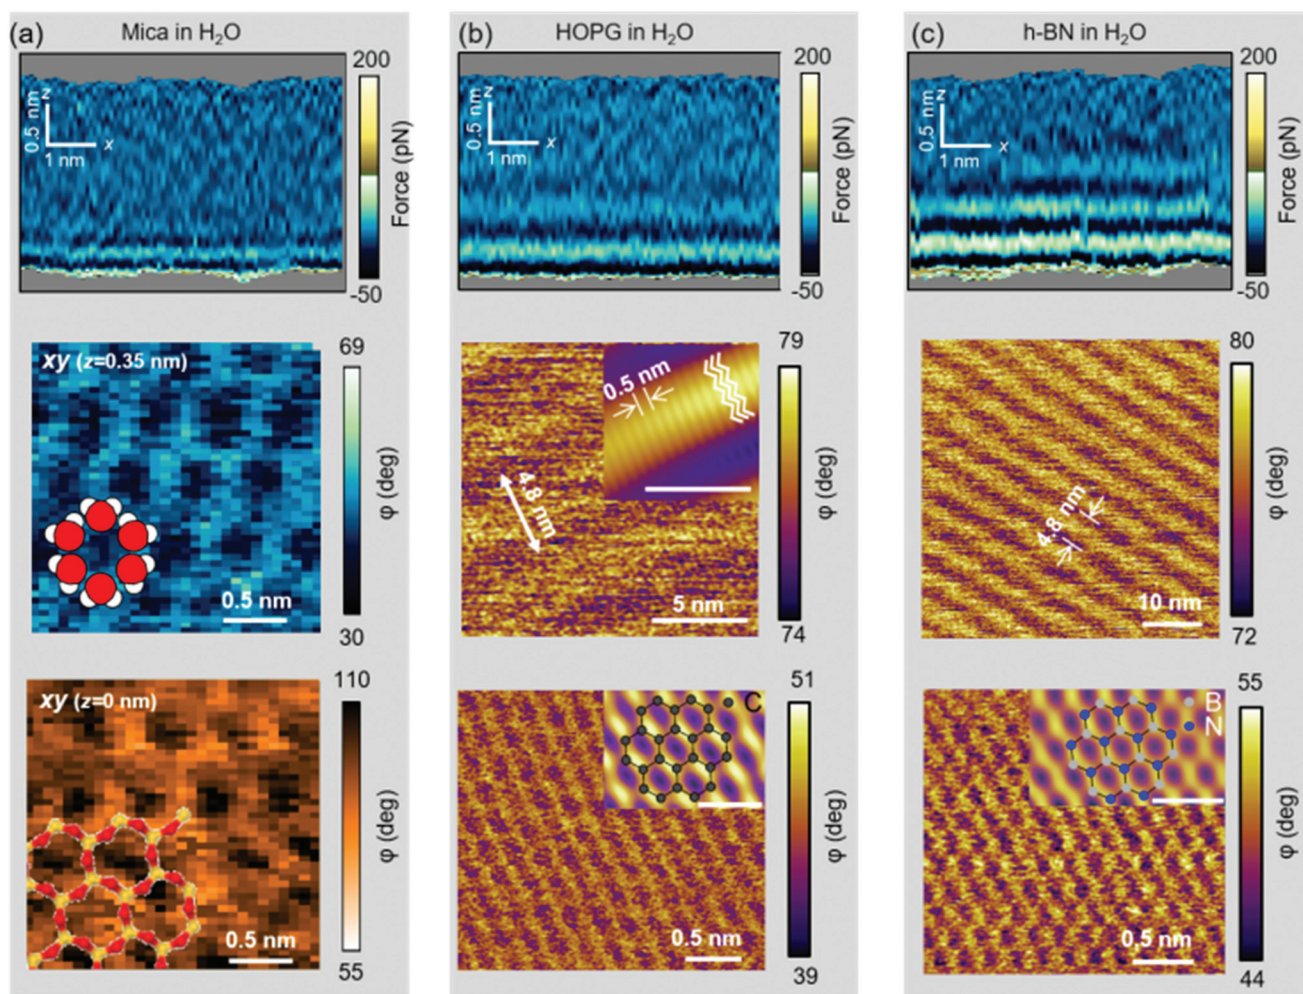 (a) Mica in H₂O
200
z
0.5 nm
x
1 nm
Force (pN)
-50
xy (z=0.35 nm)
69
φ (deg)
0.5 nm
30
xy (z=0 nm)
110
φ (deg)
0.5 nm
55
(b) HOPG in H₂O
200
z
0.5 nm
x
1 nm
Force (pN)
-50
79
0.5 nm
4.8 nm
φ (deg)
5 nm
74
51
C
φ (deg)
0.5 nm
39
(c) h-BN in H₂O
200
z
0.5 nm
x
1 nm
Force (pN)
-50
80
4.8 nm
φ (deg)
10 nm
72
55
B
N
φ (deg)
0,5 nm
44